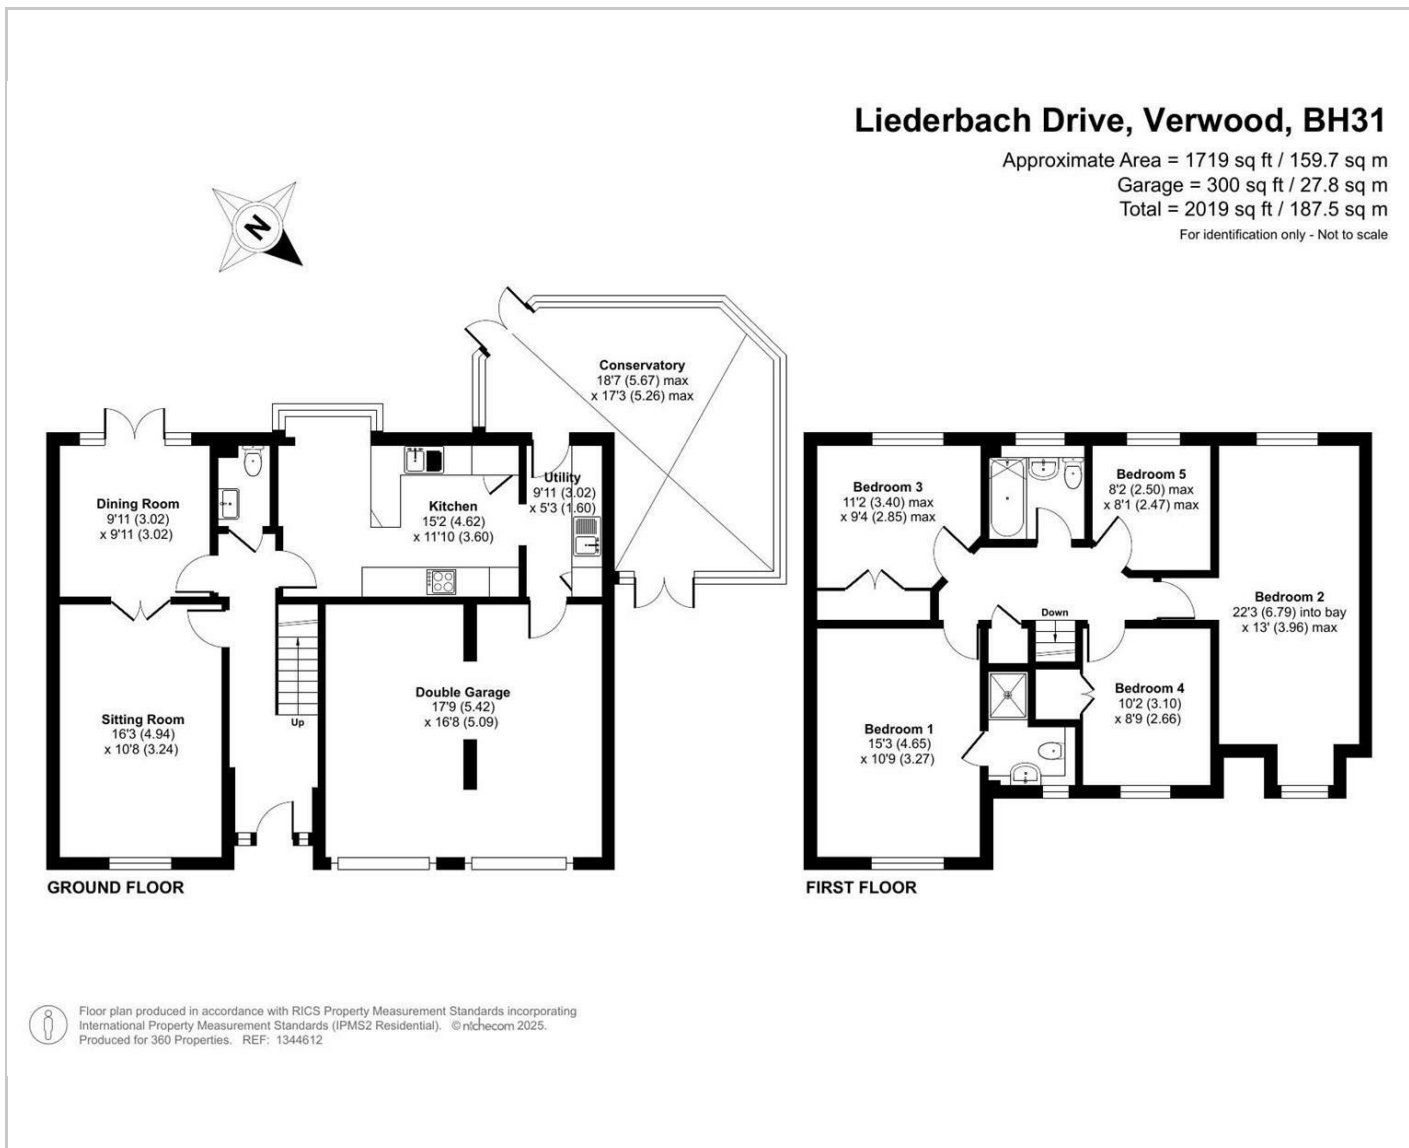 Liederbach Drive, Verwood, BH31
Approximate Area = 1719 sq ft / 159.7 sq m
Garage = 300 sq ft / 27.8 sq m
Total = 2019 sq ft / 187.5 sq m
For identification only - Not to scale
N
Conservatory
18'7 (5.67) max
x 17'3 (5.26) max
Dining Room
9'11 (3.02)
x 9'11 (3.02)
Kitchen
15'2 (4.62)
x 11'10 (3.60)
Utility
9'11 (3.02)
x 5'3 (1.60)
Sitting Room
16'3 (4.94)
x 10'8 (3.24)
Up
Double Garage
17'9 (5.42)
x 16'8 (5.09)
GROUND FLOOR
Bedroom 3
11'2 (3.40) max
x 9'4 (2.85) max
Bedroom 5
8'2 (2.50) max
x 8'1 (2.47) max
Bedroom 2
22'3 (6.79) into bay
x 13' (3.96) max
Down
Bedroom 4
10'2 (3.10)
x 8'9 (2.66)
Bedroom 1
15'3 (4.65)
x 10'9 (3.27)
FIRST FLOOR
Floor plan produced in accordance with RICS Property Measurement Standards incorporating
International Property Measurement Standards (IPMS2 Residential). © nichecom 2025.
Produced for 360 Properties. REF: 1344612